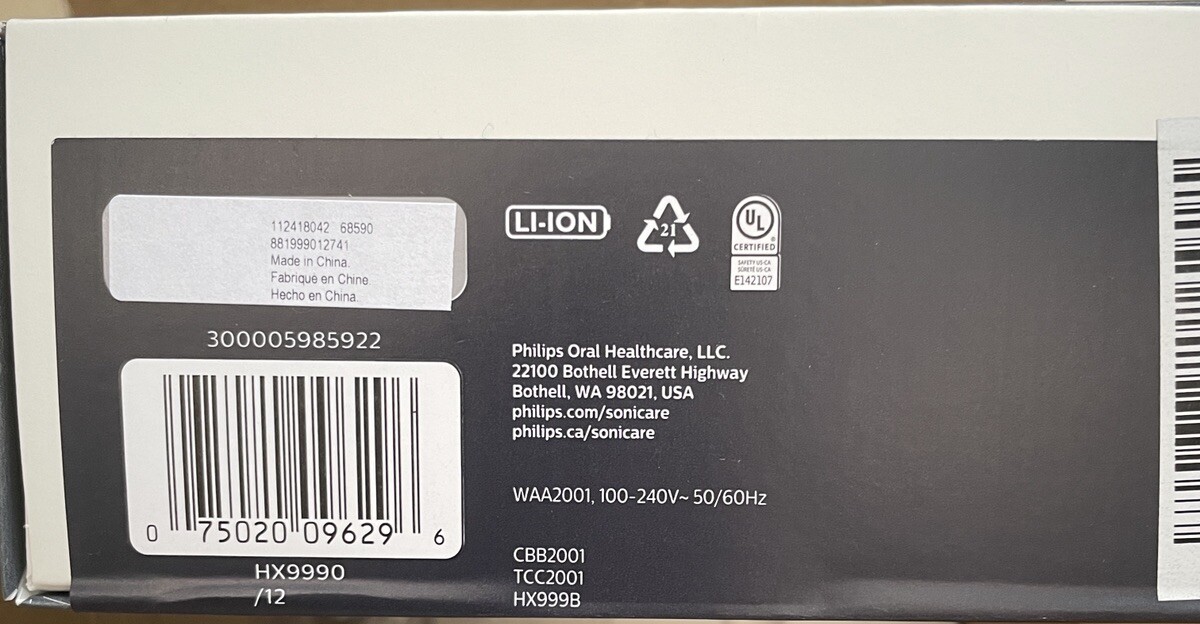 112418042 68590
881999012741
Made in China.
Fabriqué en Chine
Hecho en China.
300005985922
0 75020 09629 6
HX9990
/12
LI-ION
21
UL
CERTIFIED
SAFETY US-CA
SÛRETÉ US-CA
E142107
Philips Oral Healthcare, LLC.
22100 Bothell Everett Highway
Bothell, WA 98021, USA
philips.com/sonicare
philips.ca/sonicare
WAA2001, 100-240V~ 50/60Hz
CBB2001
TCC2001
HX999B